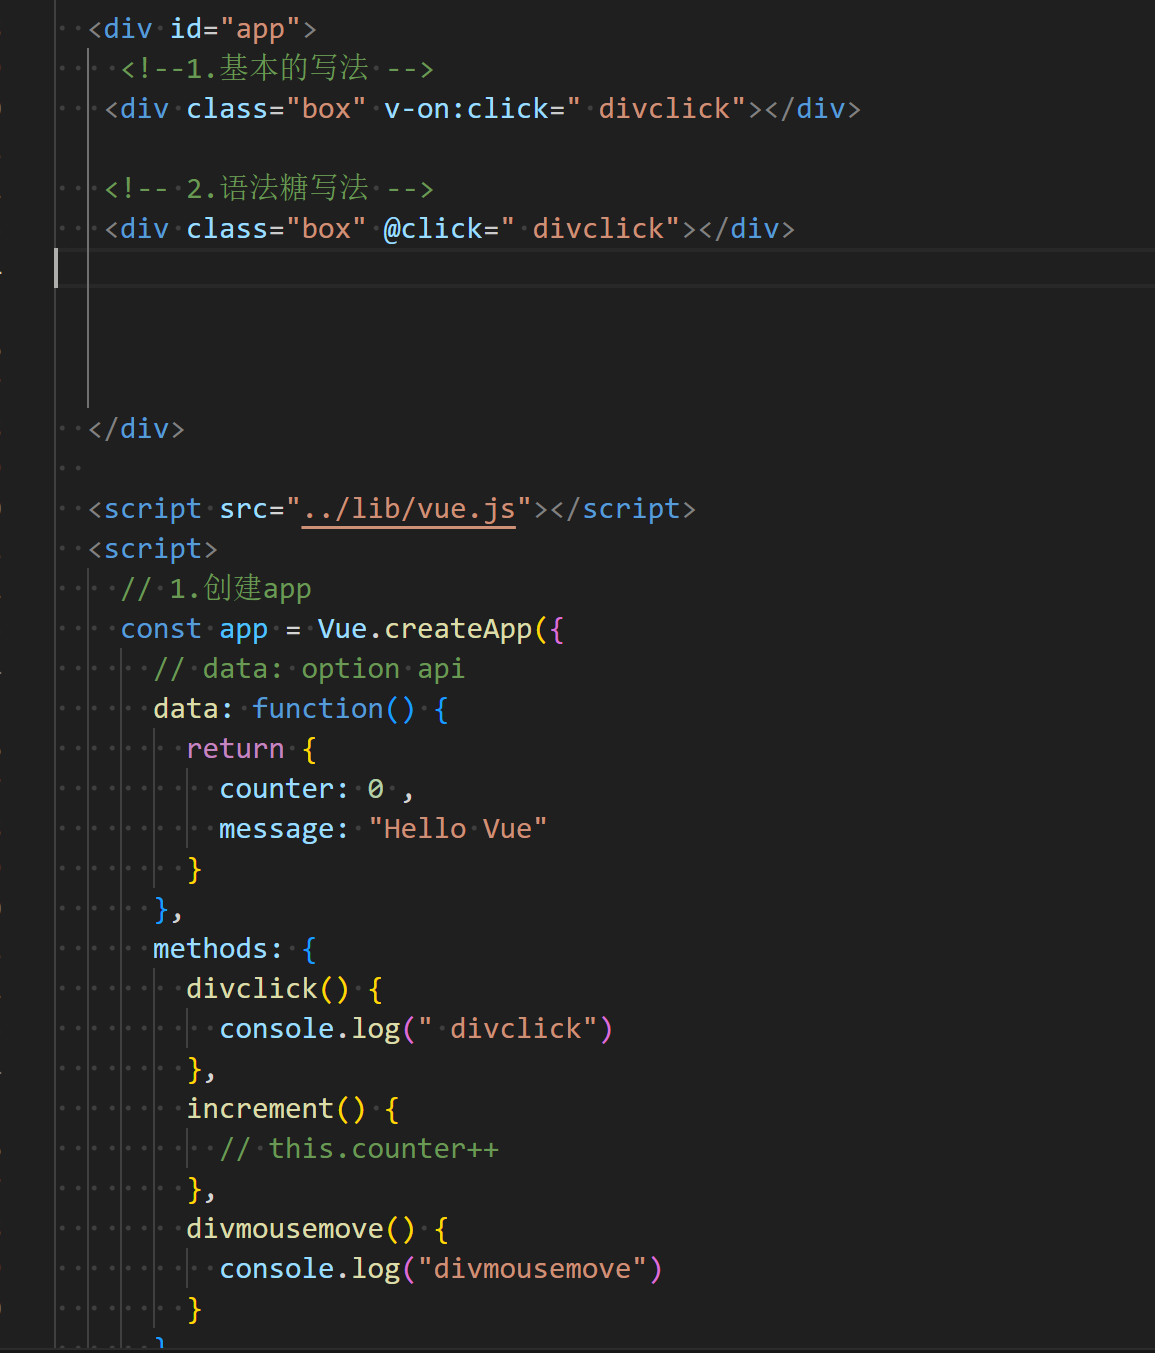 <div id="app">
<!--1.基本的写法 -->
<div class="box" v-on:click=" divclick"></div>
<!-- 2.语法糖写法 -->
<div class="box" @click=" divclick"></div>
</div>
<script src="../lib/vue.js"></script>
<script>
// 1.创建app
const app = Vue.createApp({
// data: option api
data: function() {
return {
counter: 0 ,
message: "Hello Vue"
}
},
methods: {
divclick() {
console.log(" divclick")
},
increment() {
// this.counter++
},
divmousemove() {
console.log("divmousemove")
}
}